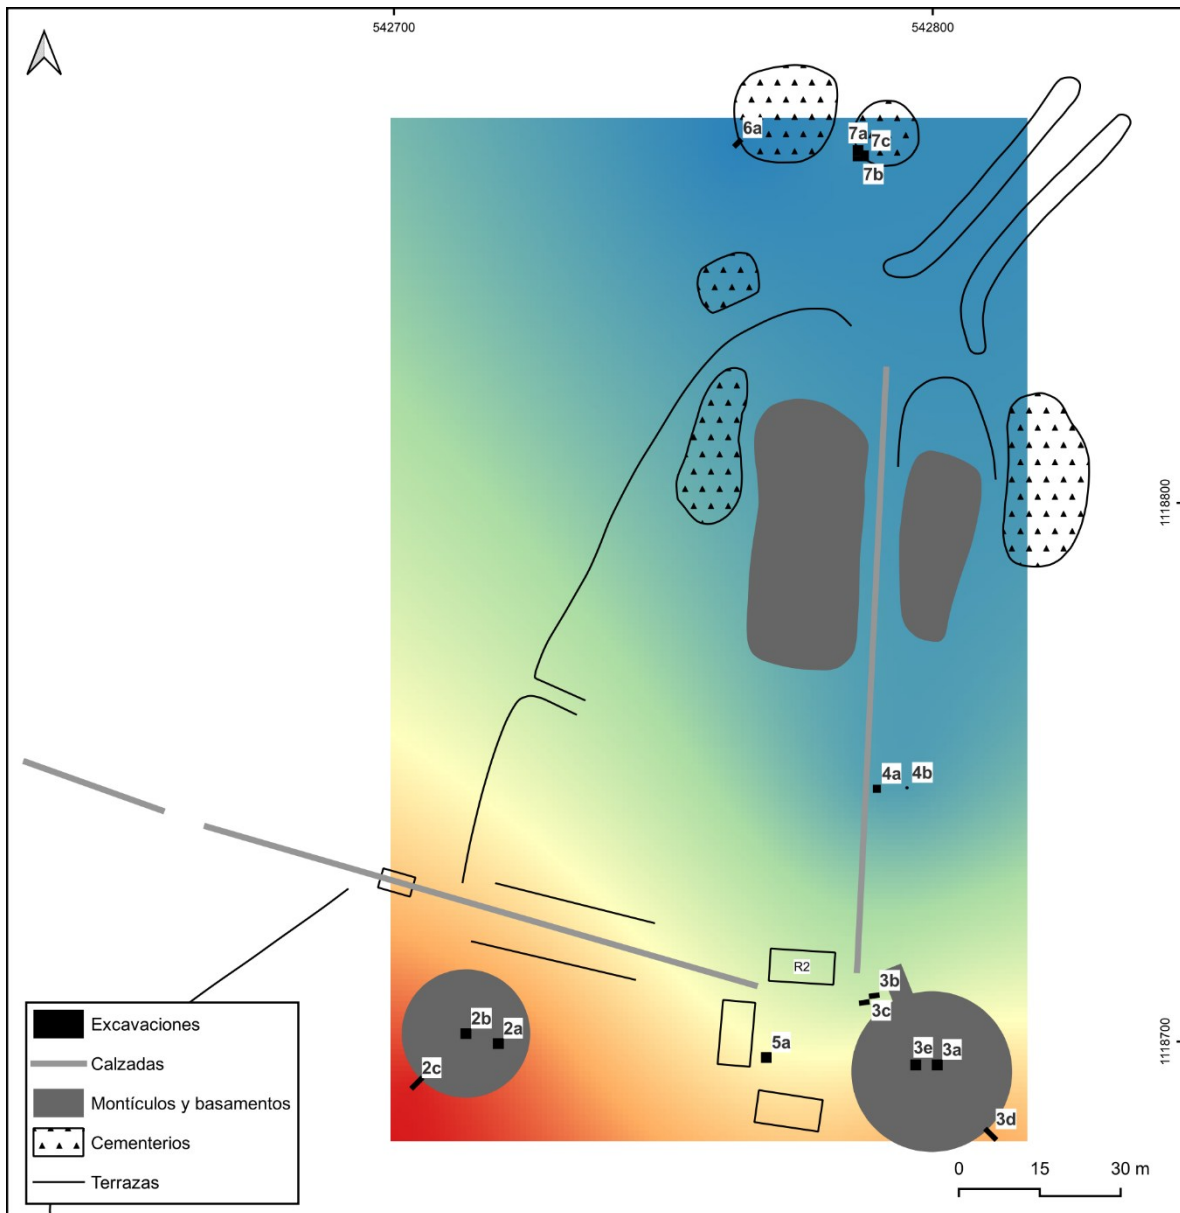 542700
542800
6a
7a
7c
7b
1118800
4a
4b
R2
3b
3c
2b
2a
2c
5a
3e
3a
1118700
3d
Excavaciones
Calzadas
Montículos y basamentos
Cementerios
Terrazas
0 15 30 m